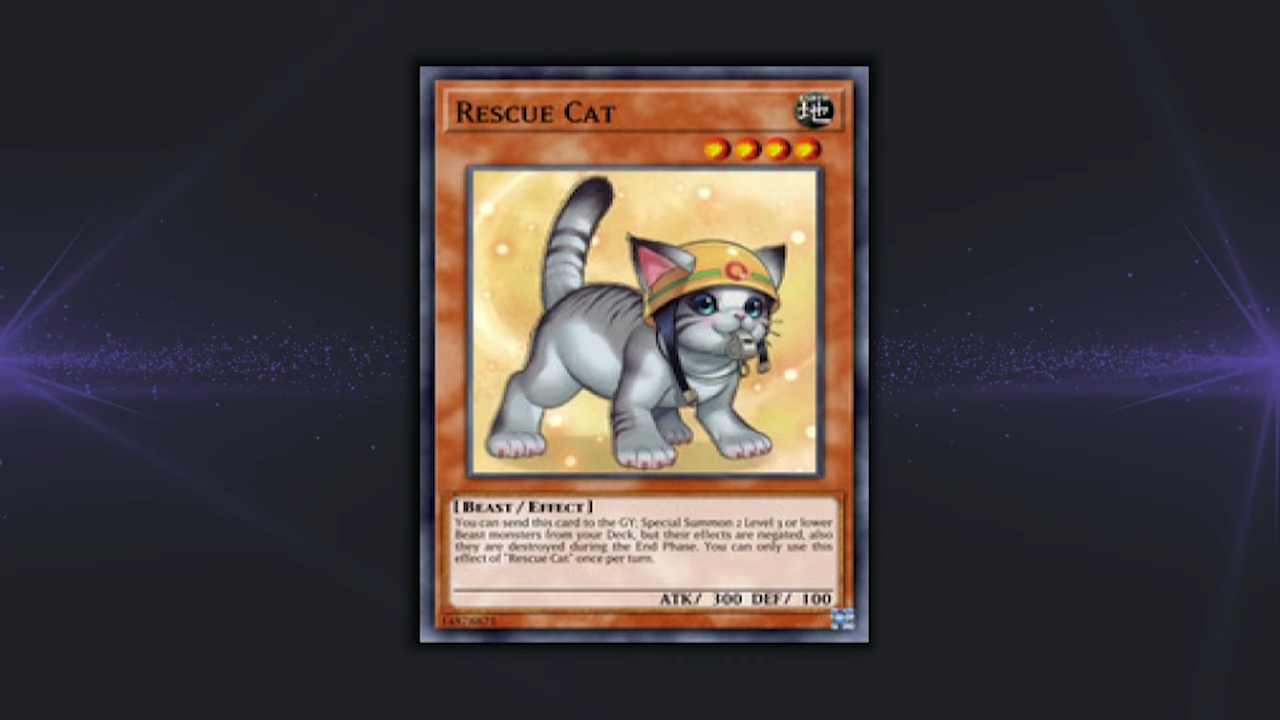 RESCUE CAT
地
[BEAST / EFFECT]
You can send this card to the GY; Special Summon 2 Level 3 or lower
Beast monsters from your Deck, but their effects are negated, also
they are destroyed during the End Phase. You can only use this
effect of "Rescue Cat" once per turn.
ATK/ 300 DEF/ 100